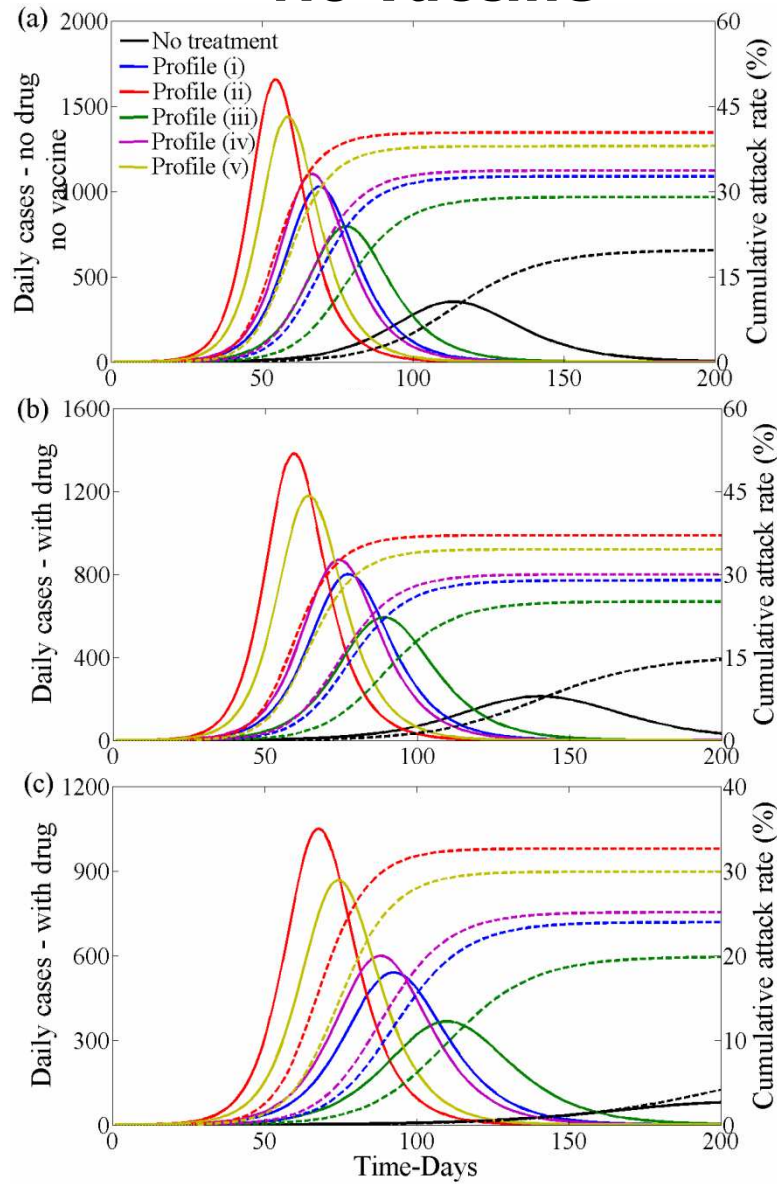 (a)
2000
1500
1000
500
0
Daily cases - no drug
no vaccine
No treatment
Profile (i)
Profile (ii)
Profile (iii)
Profile (iv)
Profile (v)
60
45
30
15
0
Cumulative attack rate (%)
0 50 100 150 200
(b)
1600
1200
800
400
0
Daily cases - with drug
60
45
30
15
0
Cumulative attack rate (%)
0 50 100 150 200
(c)
1200
900
600
300
0
Daily cases - with drug
40
30
20
10
0
Cumulative attack rate (%)
0 50 100 150 200
Time-Days